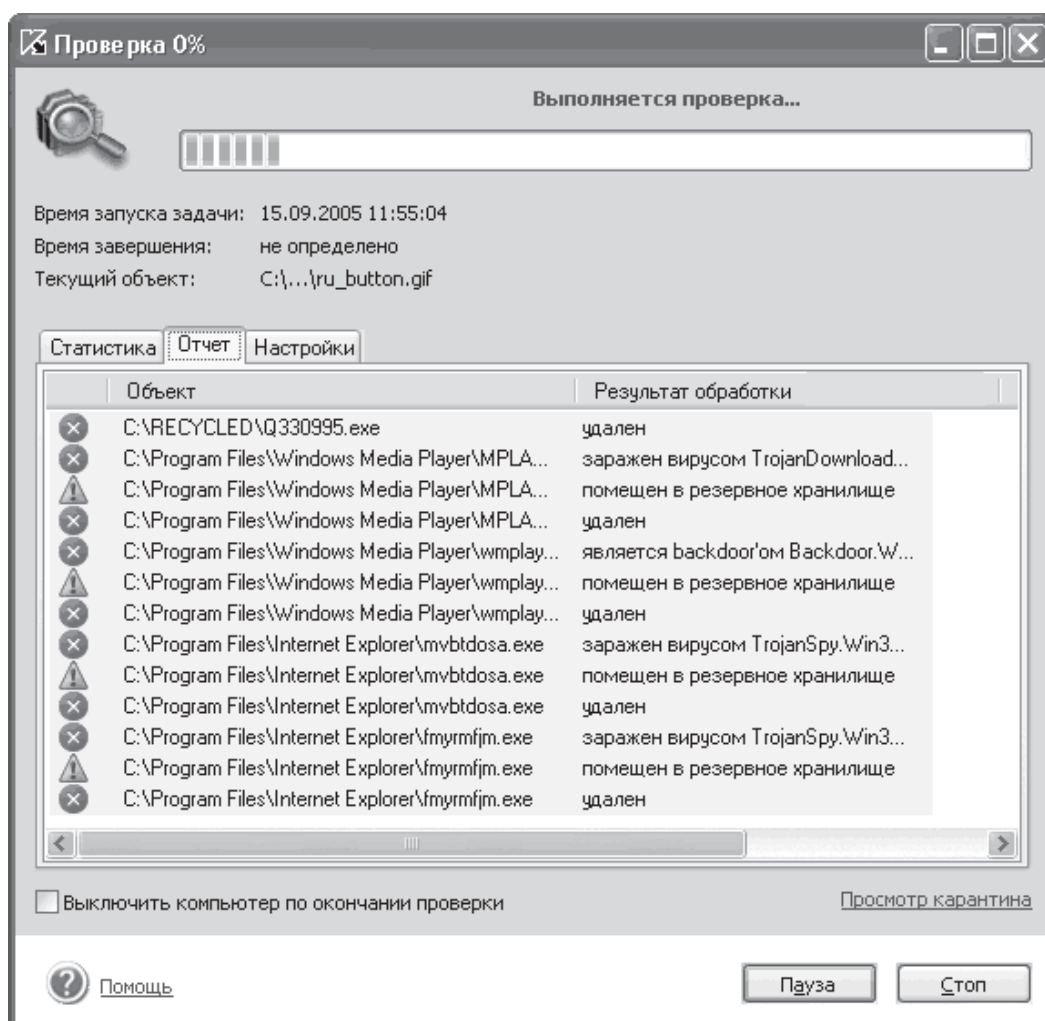 Проверка 0%
Выполняется проверка...
Время запуска задачи: 15.09.2005 11:55:04
Время завершения: не определено
Текущий объект: C:\...\ru_button.gif
Статистика Отчет Настройки
Объект Результат обработки
C:\RECYCLED\Q330995.exe удален
C:\Program Files\Windows Media Player\MPLA... заражен вирусом TrojanDownload...
C:\Program Files\Windows Media Player\MPLA... помещен в резервное хранилище
C:\Program Files\Windows Media Player\MPLA... удален
C:\Program Files\Windows Media Player\wmplay... является backdoor'ом Backdoor.W...
C:\Program Files\Windows Media Player\wmplay... помещен в резервное хранилище
C:\Program Files\Windows Media Player\wmplay... удален
C:\Program Files\Internet Explorer\mvbtdosa.exe заражен вирусом TrojanSpy.Win3...
C:\Program Files\Internet Explorer\mvbtdosa.exe помещен в резервное хранилище
C:\Program Files\Internet Explorer\mvbtdosa.exe удален
C:\Program Files\Internet Explorer\fmyrmfjm.exe заражен вирусом TrojanSpy.Win3...
C:\Program Files\Internet Explorer\fmyrmfjm.exe помещен в резервное хранилище
C:\Program Files\Internet Explorer\fmyrmfjm.exe удален
Выключить компьютер по окончании проверки Просмотр карантина
Помощь Пауза Стоп